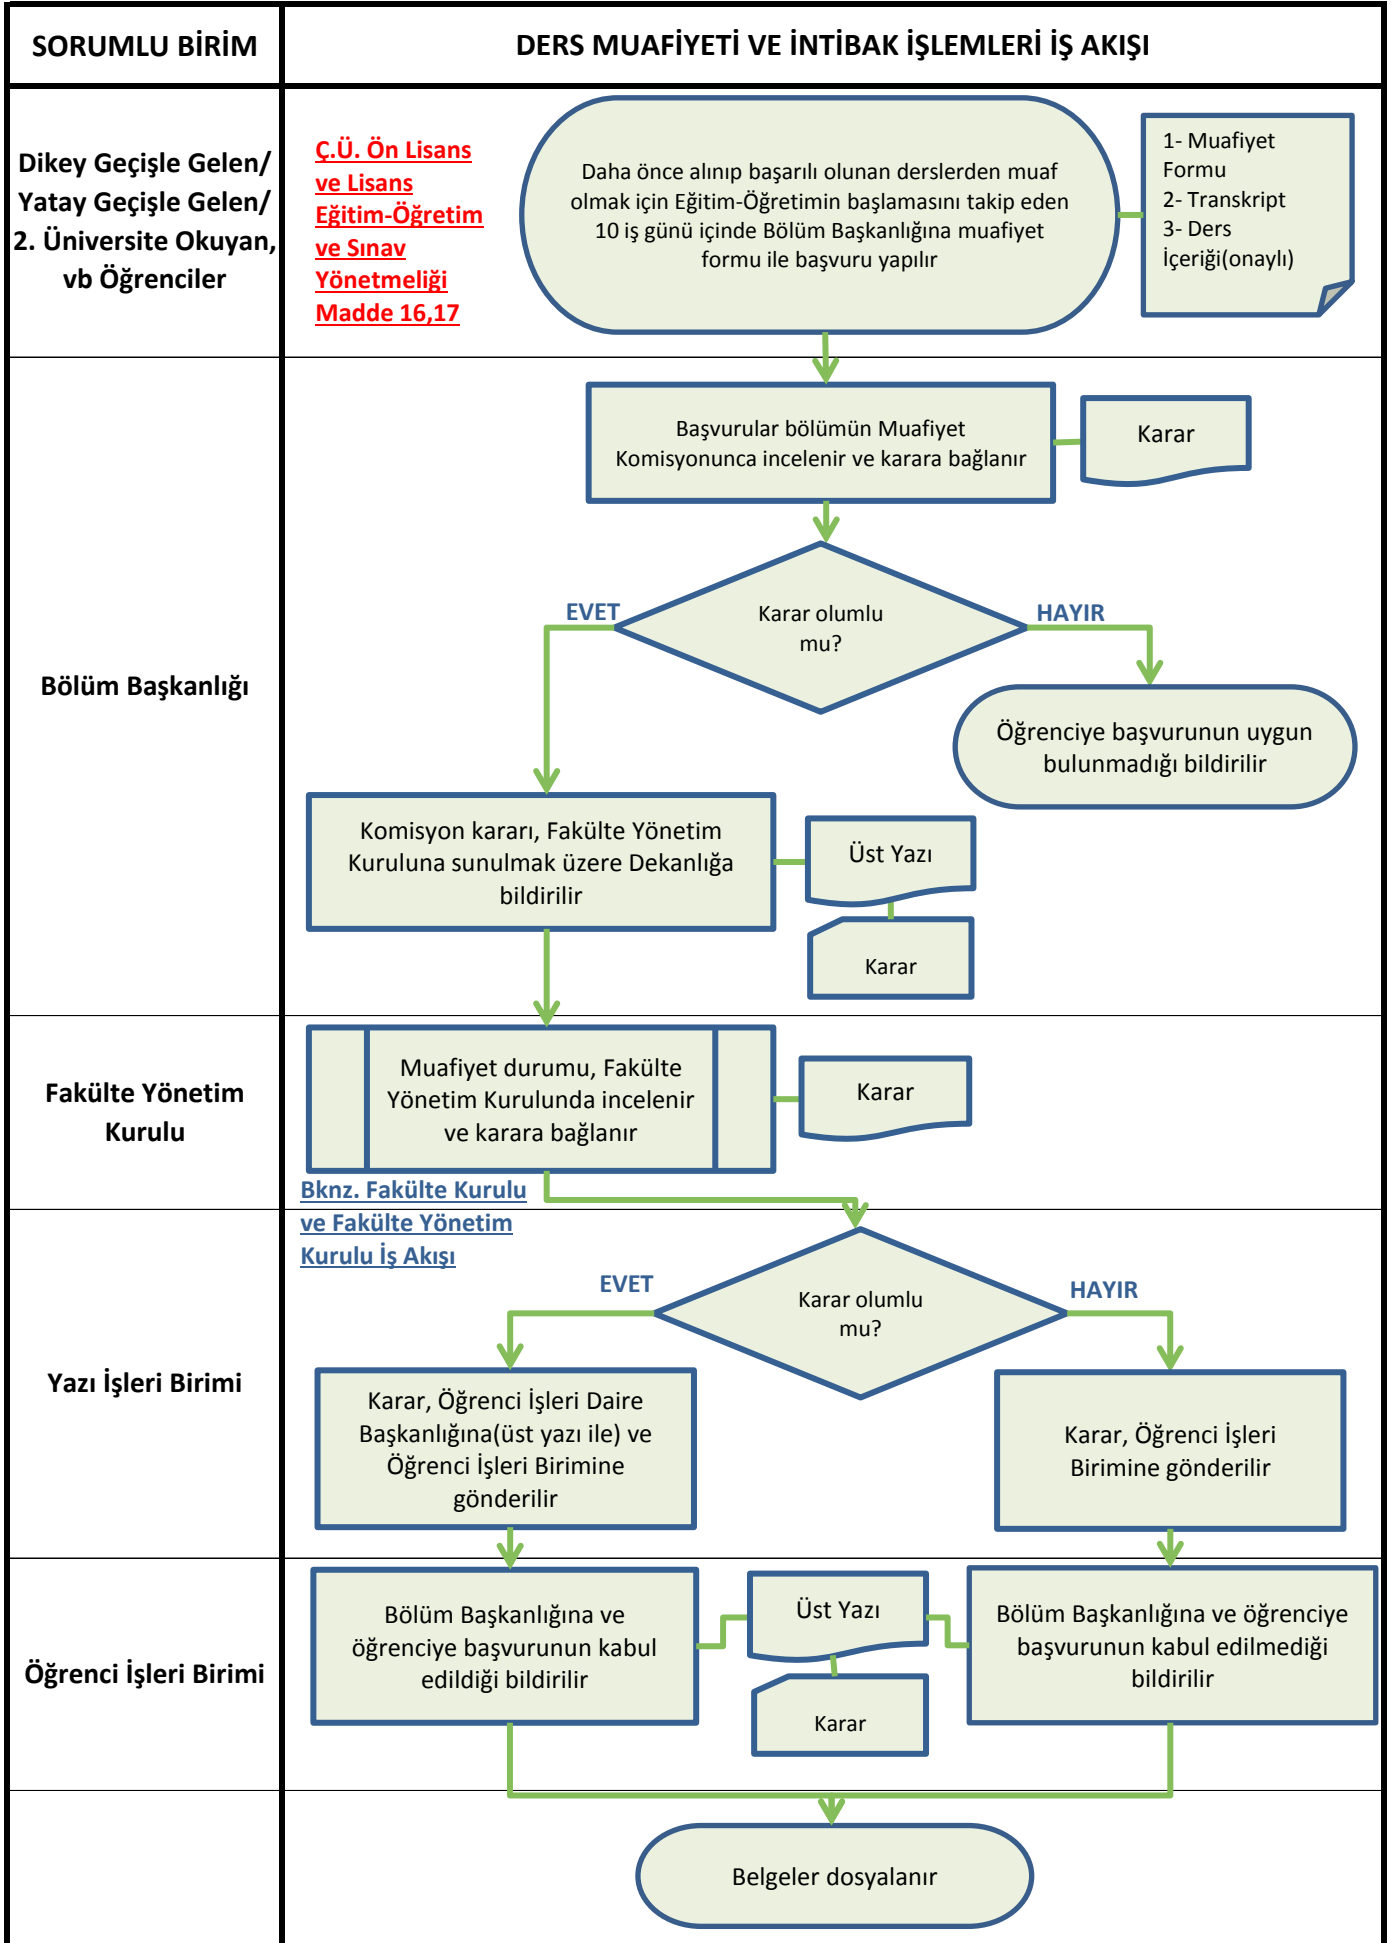 SORUMLU BİRİM
DERS MUAFİYETİ VE İNTİBAK İŞLEMLERİ İŞ AKIŞI
Dikey Geçişle Gelen/
Yatay Geçişle Gelen/
2. Üniversite Okuyan,
vb Öğrenciler
Ç.Ü. Ön Lisans
ve Lisans
Eğitim-Öğretim
ve Sınav
Yönetmeliği
Madde 16,17
Daha önce alınıp başarılı olunan derslerden muaf
olmak için Eğitim-Öğretimin başlamasını takip eden
10 iş günü içinde Bölüm Başkanlığına muafiyet
formu ile başvuru yapılır
1- Muafiyet
Formu
2- Transkript
3- Ders
İçeriği(onaylı)
Bölüm Başkanlığı
Başvurular bölümün Muafiyet
Komisyonunca incelenir ve karara bağlanır
Karar
Karar olumlu
mu?
EVET
HAYIR
Öğrenciye başvurunun uygun
bulunmadığı bildirilir
Komisyon kararı, Fakülte Yönetim
Kuruluna sunulmak üzere Dekanlığa
bildirilir
Üst Yazı
Karar
Fakülte Yönetim
Kurulu
Muafiyet durumu, Fakülte
Yönetim Kurulunda incelenir
ve karara bağlanır
Karar
Bknz. Fakülte Kurulu
ve Fakülte Yönetim
Kurulu İş Akışı
Yazı İşleri Birimi
EVET
Karar olumlu
mu?
HAYIR
Karar, Öğrenci İşleri Daire
Başkanlığına(üst yazı ile) ve
Öğrenci İşleri Birimine
gönderilir
Karar, Öğrenci İşleri
Birimine gönderilir
Öğrenci İşleri Birimi
Bölüm Başkanlığına ve
öğrenciye başvurunun kabul
edildiği bildirilir
Üst Yazı
Karar
Bölüm Başkanlığına ve öğrenciye
başvurunun kabul edilmediği
bildirilir
Belgeler dosyalanır